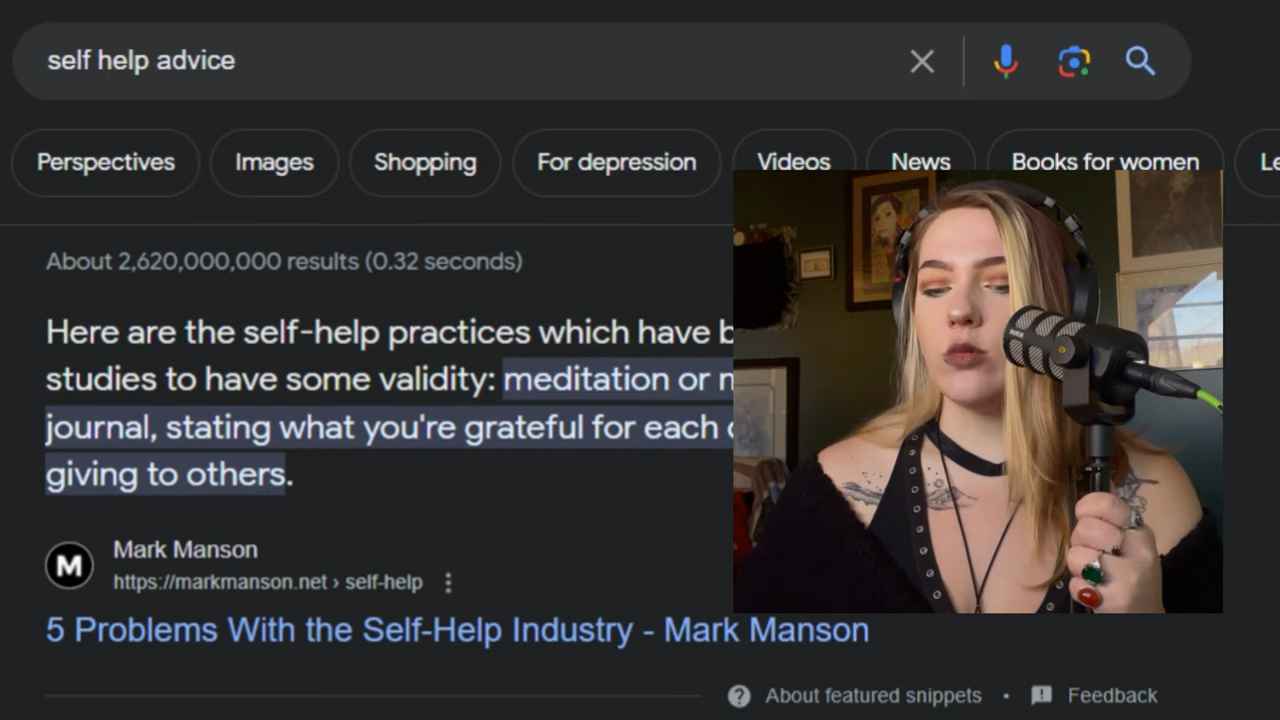 self help advice
Perspectives Images Shopping For depression Videos News Books for women
About 2,620,000,000 results (0.32 seconds)
Here are the self-help practices which have
studies to have some validity: meditation or
journal, stating what you're grateful for each
giving to others.
M
Mark Manson
https://markmanson.net › self-help
5 Problems With the Self-Help Industry - Mark Manson
About featured snippets • Feedback